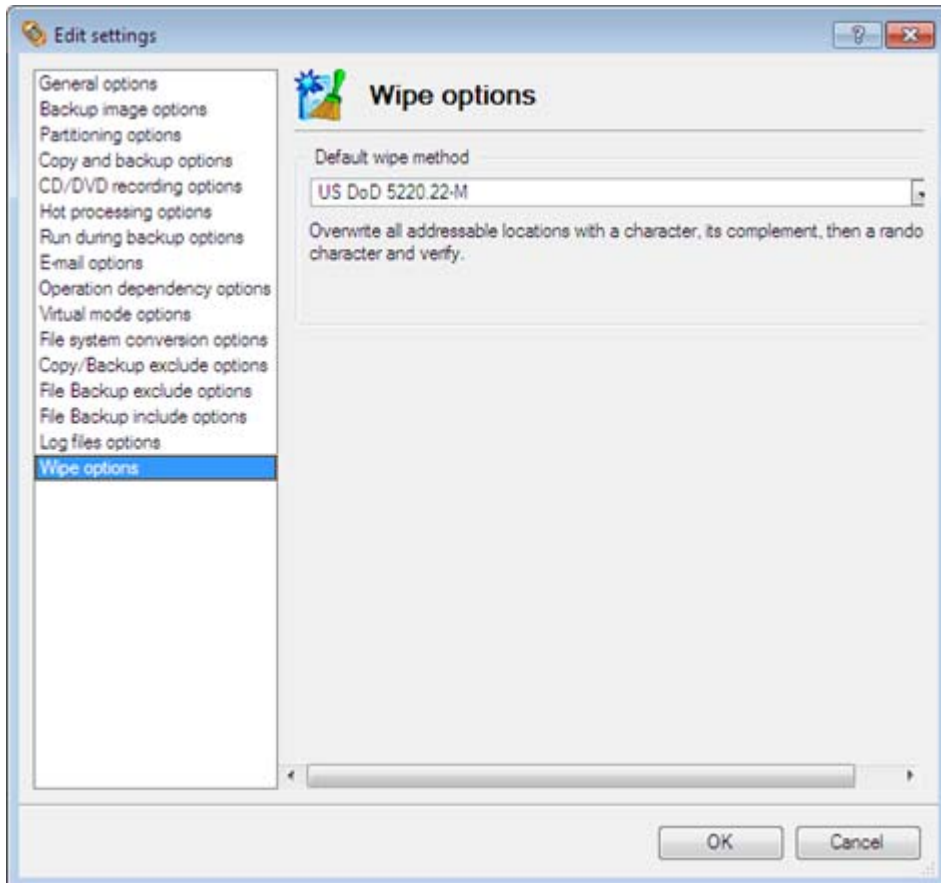 Edit settings
General options
Backup image options
Partitioning options
Copy and backup options
CD/DVD recording options
Hot processing options
Run during backup options
E-mail options
Operation dependency options
Virtual mode options
File system conversion options
Copy/Backup exclude options
File Backup exclude options
File Backup include options
Log files options
Wipe options
Wipe options
Default wipe method
US DoD 5220.22-M
Overwrite all addressable locations with a character, its complement, then a rando
character and verify.
OK
Cancel